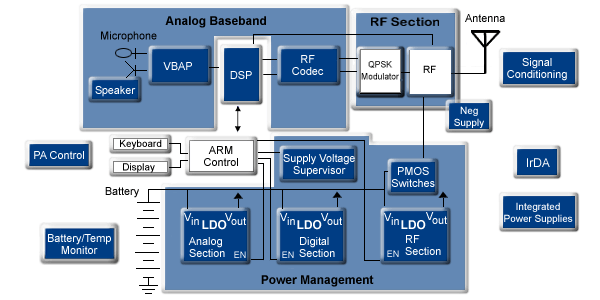 Analog Baseband
RF Section
Antenna
Microphone
VBAP
DSP
RF
Codec
QPSK
Modulator
RF
Signal
Conditioning
Speaker
Neg
Supply
Keyboard
Display
ARM
Control
PA Control
Supply Voltage
Supervisor
PMOS
Switches
IrDA
Battery
Integrated
Power Supplies
Vin LDO Vout
Analog
Section
EN
Vin LDO Vout
Digital
Section
EN
Vin LDO Vout
RF
Section
EN
Battery/Temp
Monitor
Power Management